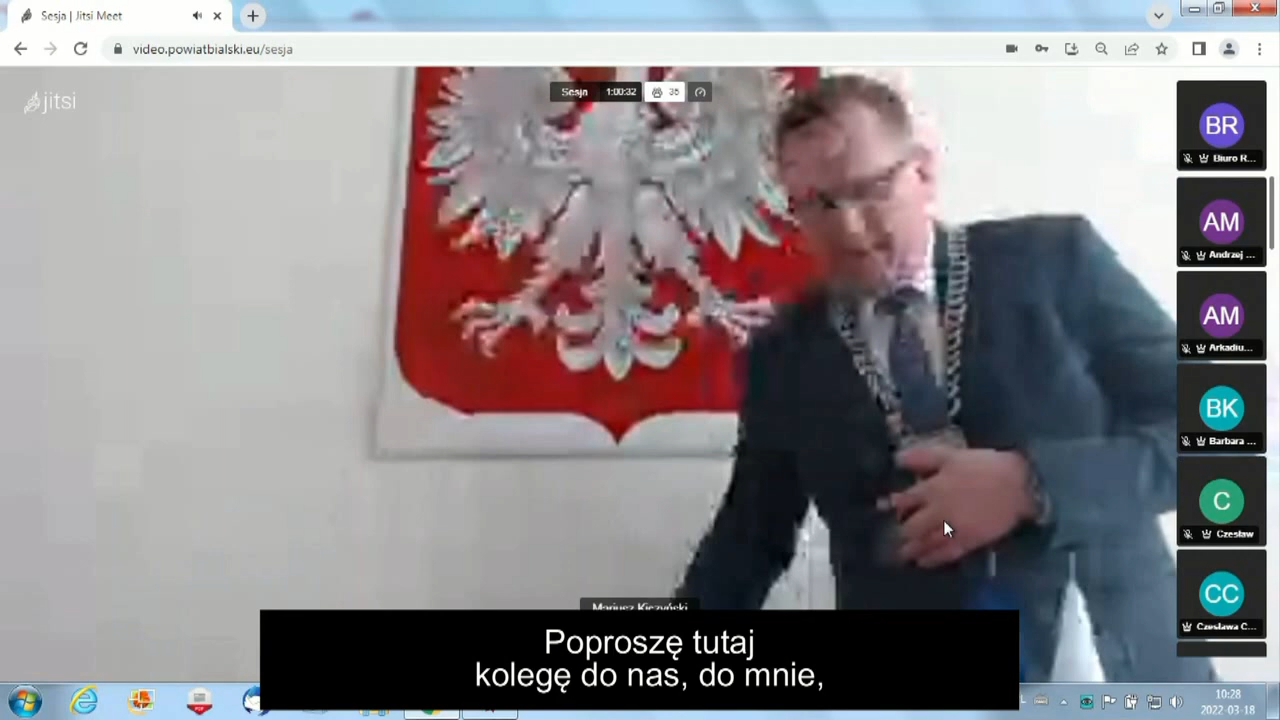 Sesja | Jitsi Meet
video.powiatbialski.eu/sesja
jitsi
Sesja 1:00:32 35
BR
Biuro R...
AM
Andrzej ...
AM
Arkadiu...
BK
Barbara ...
C
Czesław
CC
Czesława C...
Mariusz Kiczyński
Poproszę tutaj
kolegę do nas, do mnie,
10:28
2022-03-18